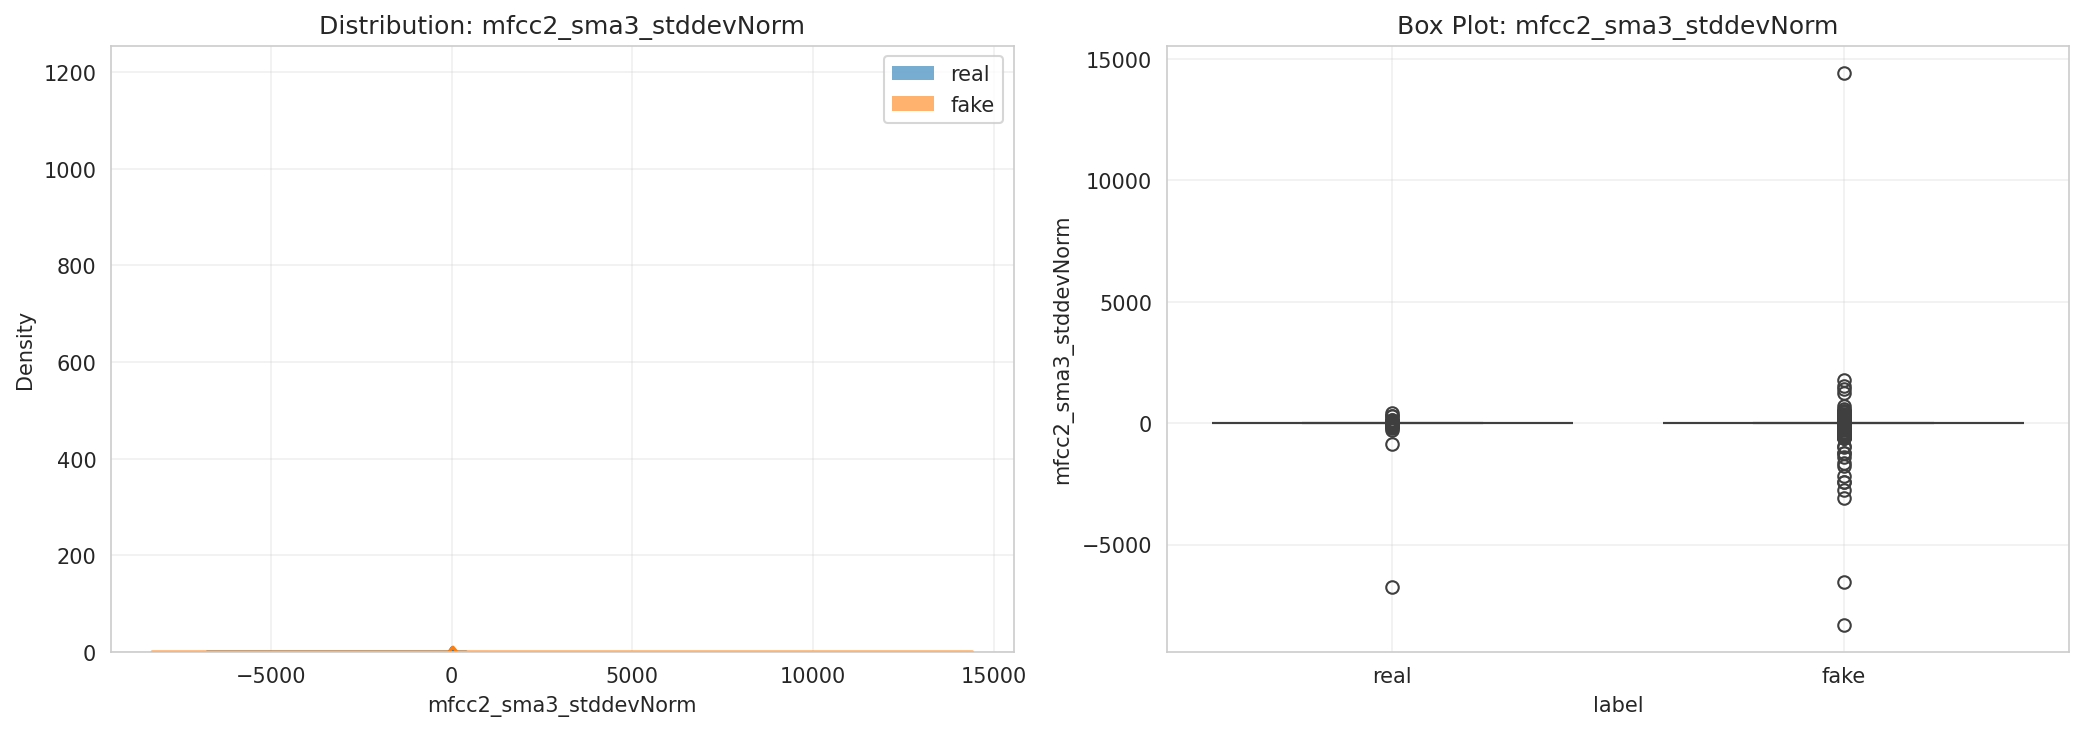 Distribution: mfcc2_sma3_stddevNorm
real
fake
1200
1000
800
600
400
200
0
Density
−5000
0
5000
10000
15000
mfcc2_sma3_stddevNorm
Box Plot: mfcc2_sma3_stddevNorm
15000
10000
5000
0
−5000
mfcc2_sma3_stddevNorm
real
fake
label